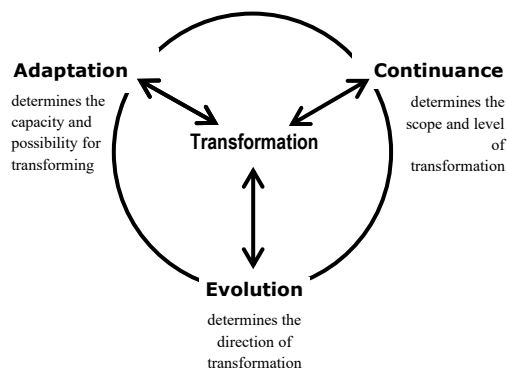 Adaptation
determines the
capacity and
possibility for
transforming
Continuance
determines the
scope and level
of
transformation
Transformation
Evolution
determines the
direction of
transformation